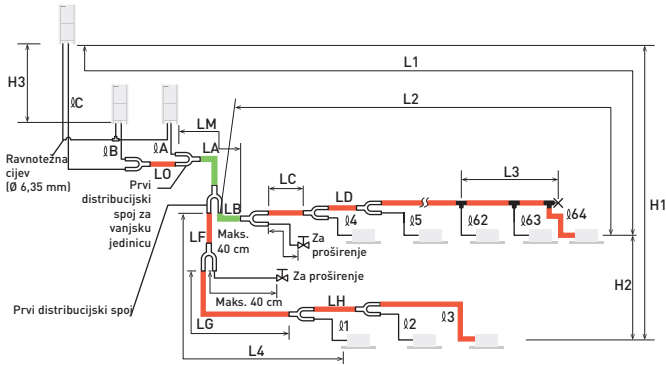 L1
H3
L2
ℓC
LM
ℓB
ℓA
LA
L3
Ravnotežna
cijev
(Ø 6,35 mm)
LO
Prvi
distribucijski
spoj za
vanjsku
jedinicu
LB
LC
LD
ℓ4
ℓ5
ℓ62
ℓ63
ℓ64
H1
LF
Maks.
40 cm
Za
proširenje
H2
Za proširenje
Maks. 40 cm
Prvi distribucijski spoj
LH
LG
ℓ1
ℓ2
ℓ3
L4